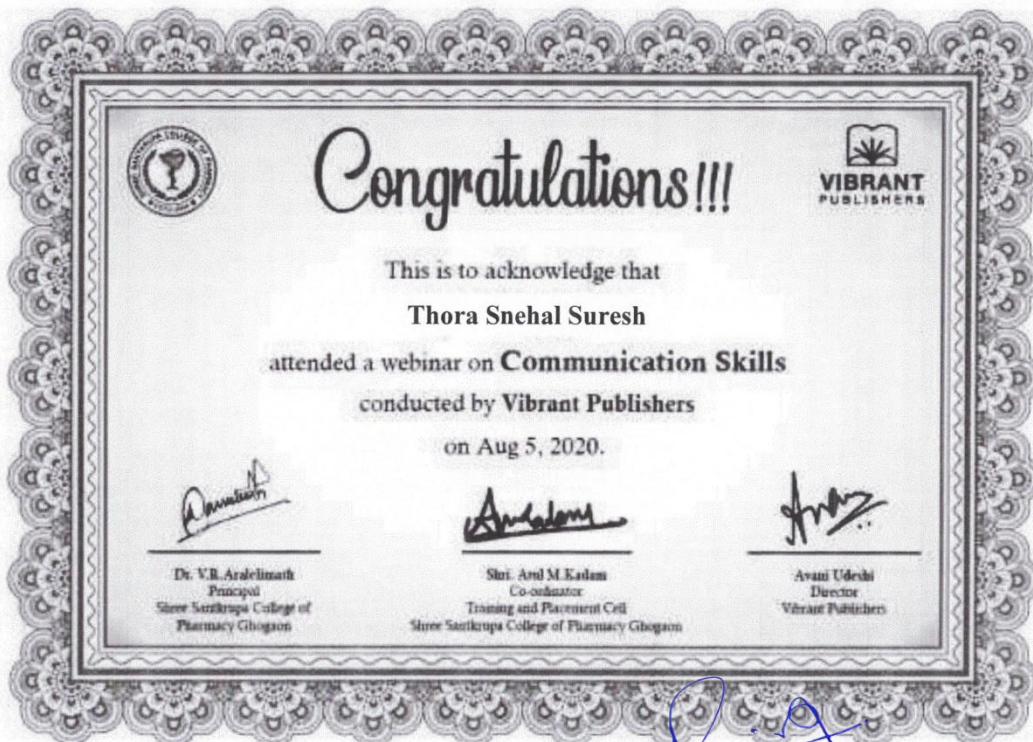 Congratulations!!!
VIBRANT
PUBLISHERS
This is to acknowledge that
Thora Snehal Suresh
attended a webinar on Communication Skills
conducted by Vibrant Publishers
on Aug 5, 2020.
Dr. V.R.Aralelimath
Principal
Shree Santkrupa College of
Pharmacy Ghogaon
Shri. Amol M.Kadam
Co-ordinator
Training and Placement Cell
Shree Santkrupa College of Pharmacy Ghogaon
Avani Udeshi
Director
Vibrant Publishers